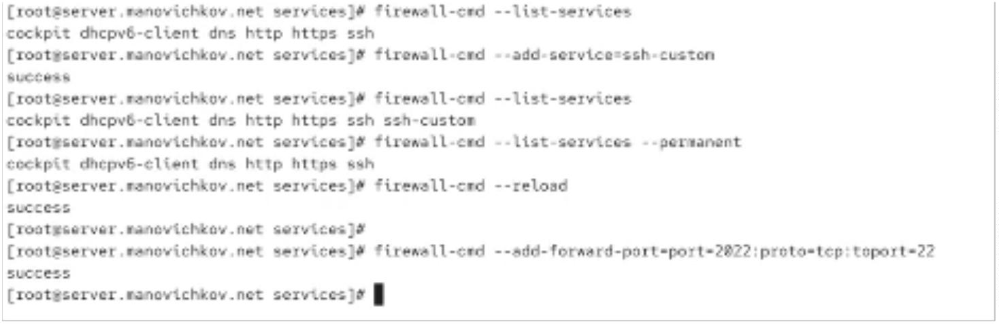 [root@server.manovichkov.net services]# firewall-cmd --list-services
cockpit dhcpv6-client dns http https ssh
[root@server.manovichkov.net services]# firewall-cmd --add-service=ssh-custom
success
[root@server.manovichkov.net services]# firewall-cmd --list-services
cockpit dhcpv6-client dns http https ssh ssh-custom
[root@server.manovichkov.net services]# firewall-cmd --list-services --permanent
cockpit dhcpv6-client dns http https ssh
[root@server.manovichkov.net services]# firewall-cmd --reload
success
[root@server.manovichkov.net services]#
[root@server.manovichkov.net services]# firewall-cmd --add-forward-port=port=2022:proto=tcp:toport=22
success
[root@server.manovichkov.net services]#